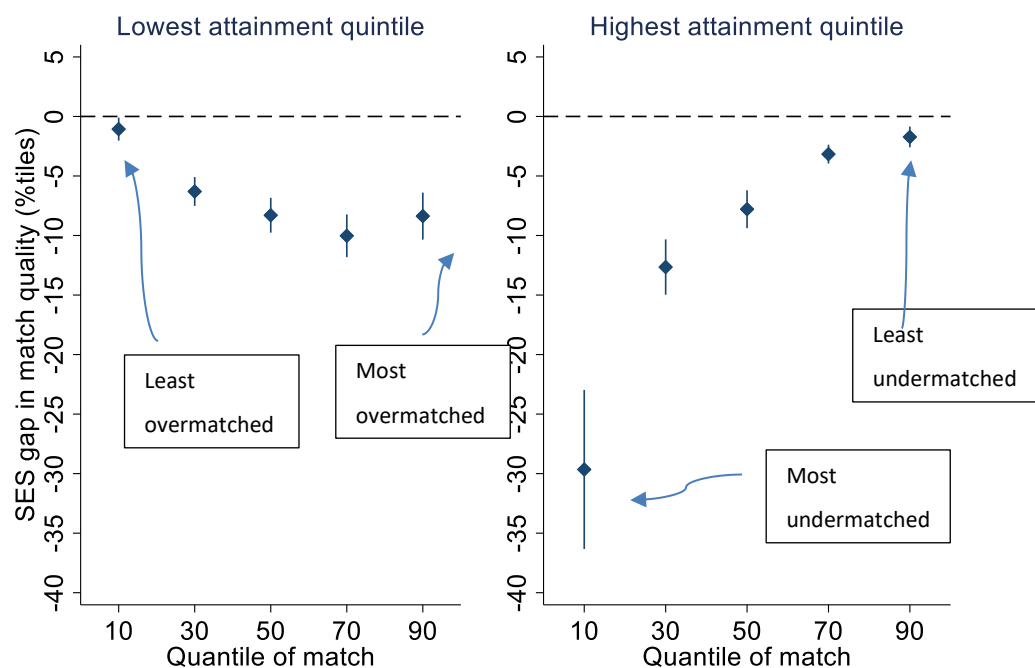 Lowest attainment quintile
Highest attainment quintile
SES gap in match quality (%tiles)
5
0
-5
-10
-15
-20
-25
-30
-35
-40
Least
overmatched
Most
overmatched
10 30 50 70 90
Quantile of match
5
0
-5
-10
-15
-20
-25
-30
-35
-40
Least
undermatched
Most
undermatched
10 30 50 70 90
Quantile of match